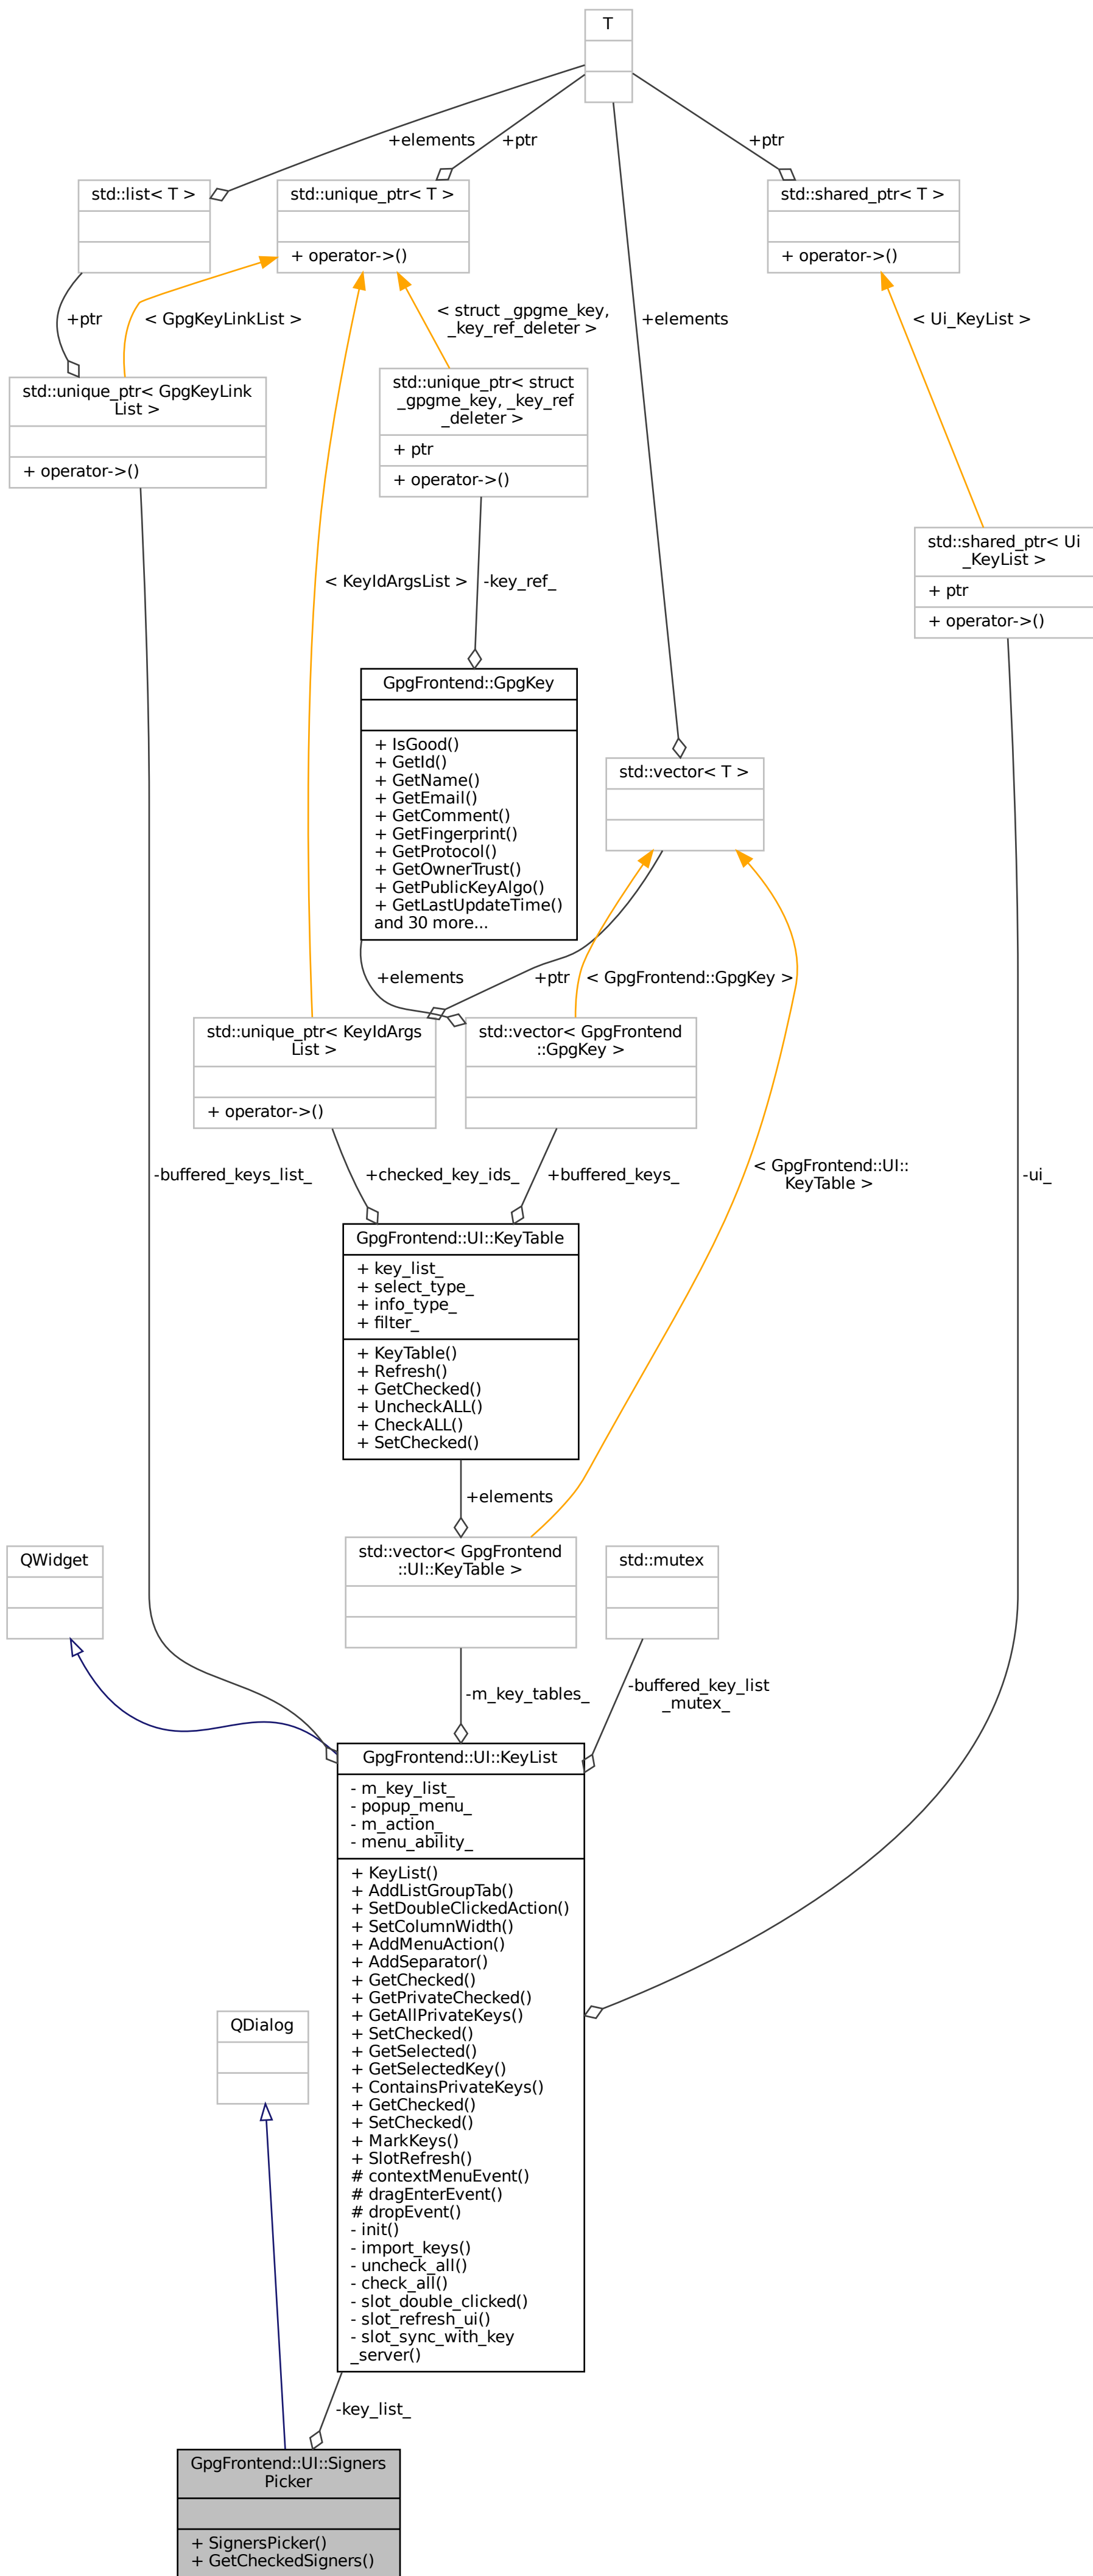 T
+elements
+ptr
+ptr
std::list< T >
std::unique_ptr< T >
+ operator->()
std::shared_ptr< T >
+ operator->()
+ptr
< GpgKeyLinkList >
< struct _gpgme_key,
_key_ref_deleter >
+elements
< Ui_KeyList >
std::unique_ptr< GpgKeyLink
List >
+ operator->()
std::unique_ptr< struct
_gpgme_key, _key_ref
_deleter >
+ ptr
+ operator->()
std::shared_ptr< Ui
_KeyList >
+ ptr
+ operator->()
< KeyIdArgsList >
-key_ref_
GpgFrontend::GpgKey
+ IsGood()
+ GetId()
+ GetName()
+ GetEmail()
+ GetComment()
+ GetFingerprint()
+ GetProtocol()
+ GetOwnerTrust()
+ GetPublicKeyAlgo()
+ GetLastUpdateTime()
and 30 more...
std::vector< T >
+elements
+ptr
< GpgFrontend::GpgKey >
std::unique_ptr< KeyIdArgs
List >
+ operator->()
std::vector< GpgFrontend
::GpgKey >
-buffered_keys_list_
+checked_key_ids_
+buffered_keys_
< GpgFrontend::UI::
KeyTable >
-ui_
GpgFrontend::UI::KeyTable
+ key_list_
+ select_type_
+ info_type_
+ filter_
+ KeyTable()
+ Refresh()
+ GetChecked()
+ UncheckALL()
+ CheckALL()
+ SetChecked()
+elements
QWidget
std::vector< GpgFrontend
::UI::KeyTable >
std::mutex
-m_key_tables_
-buffered_key_list
_mutex_
GpgFrontend::UI::KeyList
- m_key_list_
- popup_menu_
- m_action_
- menu_ability_
+ KeyList()
+ AddListGroupTab()
+ SetDoubleClickedAction()
+ SetColumnWidth()
+ AddMenuAction()
+ AddSeparator()
+ GetChecked()
+ GetPrivateChecked()
+ GetAllPrivateKeys()
+ SetChecked()
+ GetSelected()
+ GetSelectedKey()
+ ContainsPrivateKeys()
+ GetChecked()
+ SetChecked()
+ MarkKeys()
+ SlotRefresh()
# contextMenuEvent()
# dragEnterEvent()
# dropEvent()
- init()
- import_keys()
- uncheck_all()
- check_all()
- slot_double_clicked()
- slot_refresh_ui()
- slot_sync_with_key
_server()
QDialog
-key_list_
GpgFrontend::UI::Signers
Picker
+ SignersPicker()
+ GetCheckedSigners()